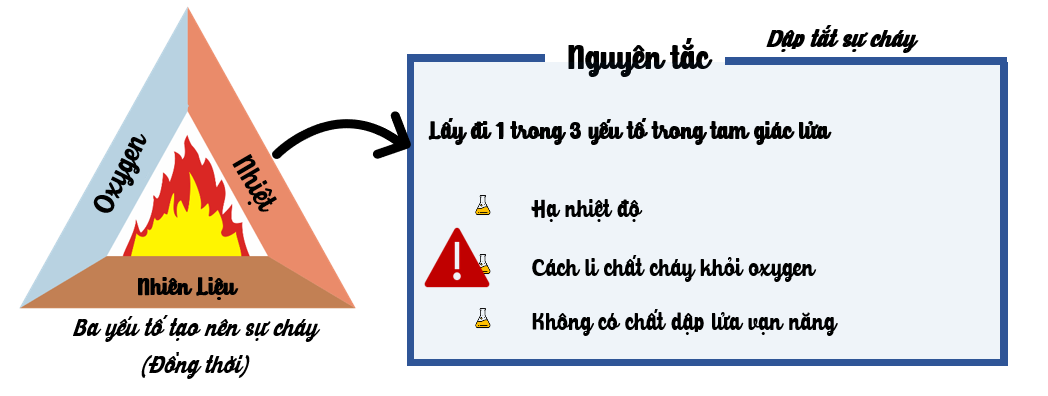 Oxygen
Nhiệt
Nhiên Liệu
Ba yếu tố tạo nên sự cháy
(Đồng thời)
Dập tắt sự cháy
Nguyên tắc
Lấy đi 1 trong 3 yếu tố trong tam giác lửa
Hạ nhiệt độ
Cách li chất cháy khỏi oxygen
Không có chất dập lửa vạn năng